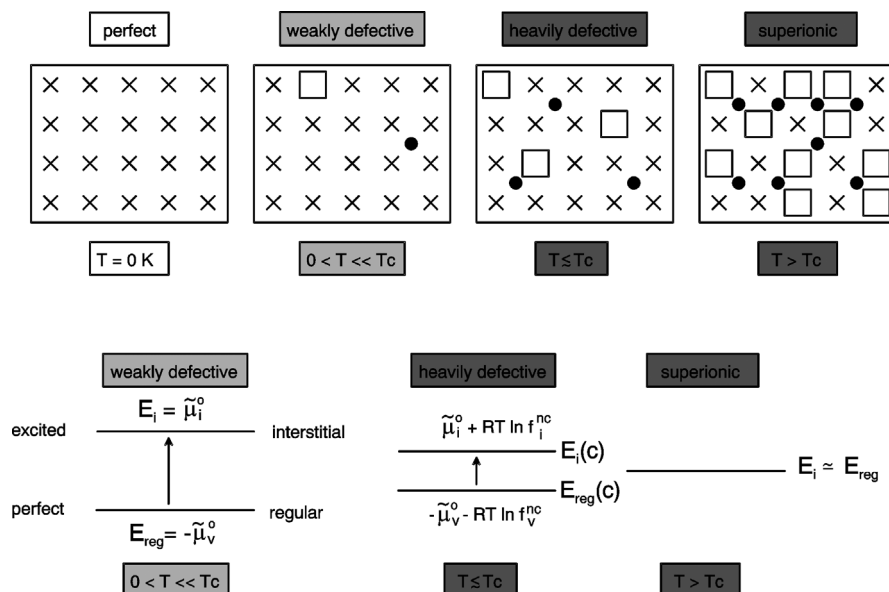 perfect
weakly defective
heavily defective
superionic
T = 0 K
0 < T << Tc
T ≲ Tc
T > Tc
weakly defective
heavily defective
superionic
E_i = μ̃_i^o
μ̃_i^o + RT ln f_i^nc
excited
interstitial
E_i(c)
E_i ≃ E_reg
E_reg(c)
perfect
regular
E_reg = -μ̃_v^o
-μ̃_v^o - RT ln f_v^nc
0 < T << Tc
T ≲ Tc
T > Tc